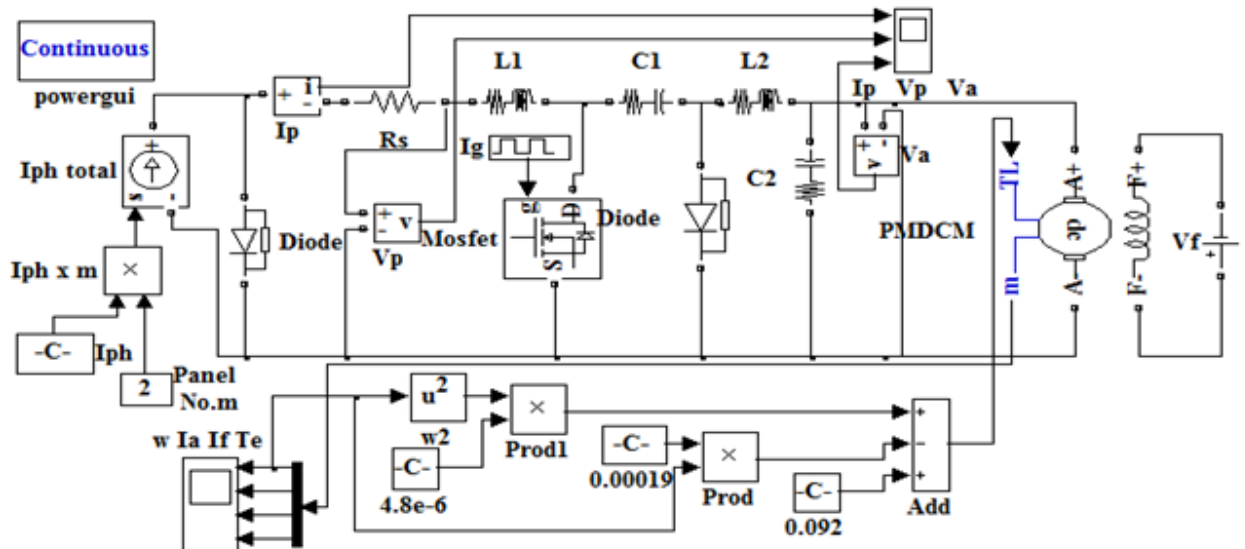 Continuous
powergui
L1
C1
L2
+
i
-
Ip
Rs
Ip Vp Va
Iph total
+
s
-
Ig
+
-
v
Va
C2
Diode
+
-
v
Vp
Mosfet
g
D
S
Diode
TL
m
PMDCM
A+
dc
A-
F+
F-
Vf
+
Iph x m
×
-C-
Iph
2
Panel
No.m
w Ia If Te
u²
w2
×
Prod1
-C-
4.8e-6
-C-
0.00019
×
Prod
-C-
0.092
+
−
+
Add